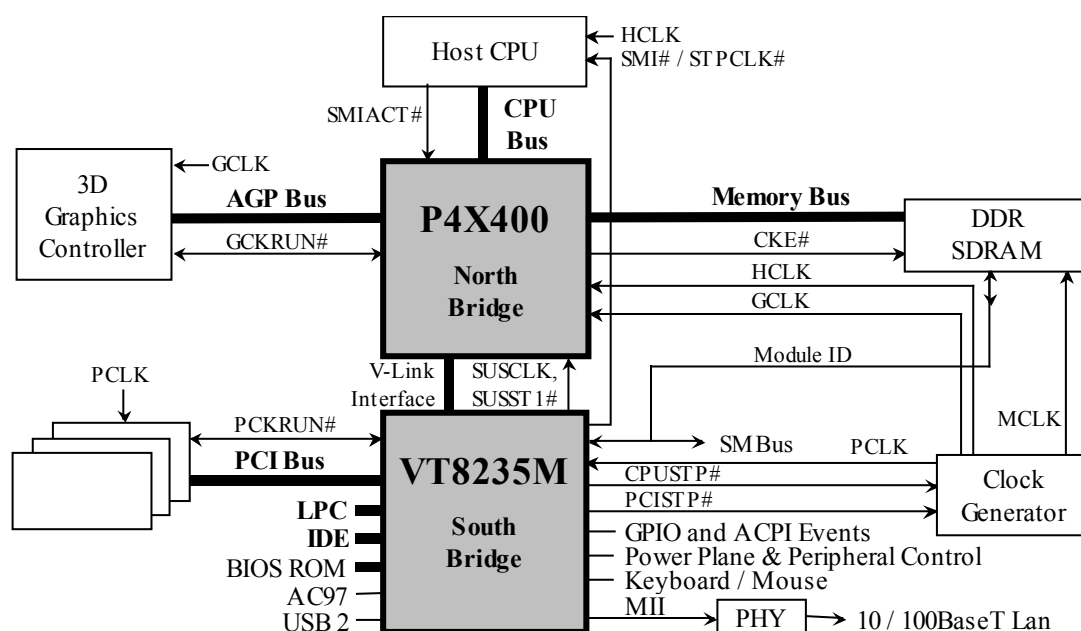 Host CPU
HCLK
SMI# / STPCLK#
SMIACT#
CPU
Bus
3D
Graphics
Controller
GCLK
AGP Bus
GCKRUN#
P4X400
North
Bridge
Memory Bus
DDR
SDRAM
CKE#
HCLK
GCLK
Module ID
MCLK
V-Link
Interface
SUSCLK,
SUSST1#
PCLK
PCKRUN#
PCI Bus
VT8235M
South
Bridge
LPC
IDE
BIOS ROM
AC97
USB 2
SMBus
PCLK
CPUSTP#
PCISTP#
Clock
Generator
GPIO and ACPI Events
Power Plane & Peripheral Control
Keyboard / Mouse
MII
PHY
10 / 100BaseT Lan